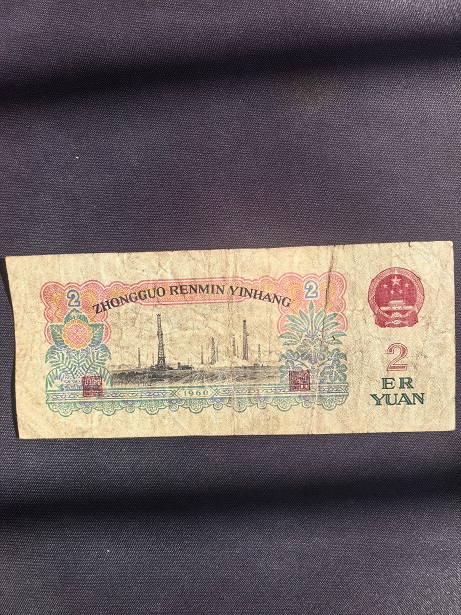 ZHONGGUO RENMIN YINHANG
2
2
1960
2
ER
YUAN